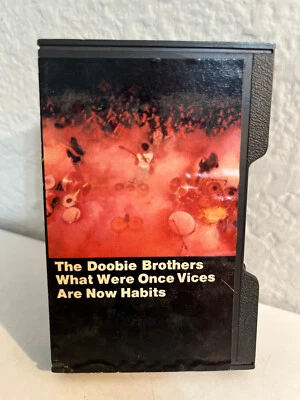 The Doobie Brothers
What Were Once Vices
Are Now Habits